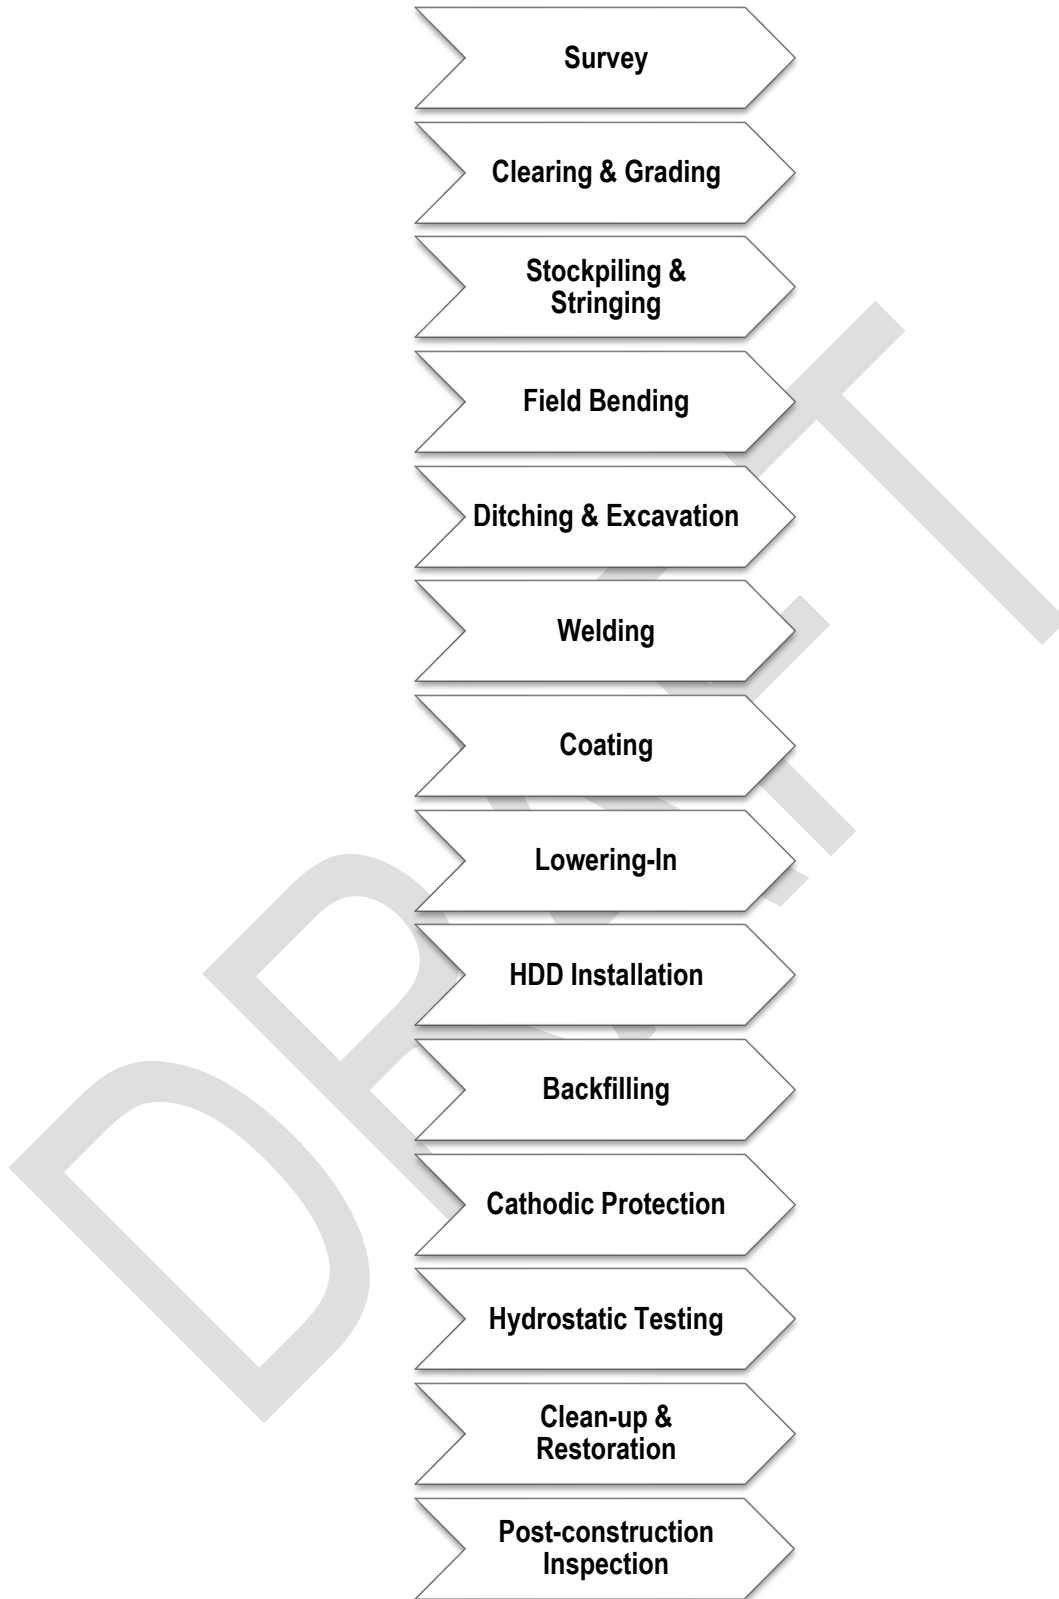 Survey
Clearing & Grading
Stockpiling &
Stringing
Field Bending
Ditching & Excavation
Welding
Coating
Lowering-In
HDD Installation
Backfilling
Cathodic Protection
Hydrostatic Testing
Clean-up &
Restoration
Post-construction
Inspection
DRAFT